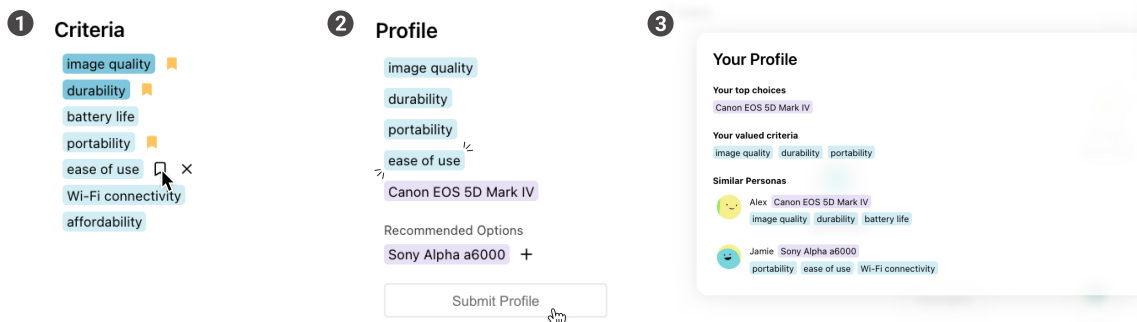 1
Criteria
image quality
durability
battery life
portability
ease of use
Wi-Fi connectivity
affordability
2
Profile
image quality
durability
portability
ease of use
Canon EOS 5D Mark IV
Recommended Options
Sony Alpha a6000 +
Submit Profile
3
Your Profile
Your top choices
Canon EOS 5D Mark IV
Your valued criteria
image quality durability portability
Similar Personas
Alex Canon EOS 5D Mark IV
image quality durability battery life
Jamie Sony Alpha a6000
portability ease of use Wi-Fi connectivity